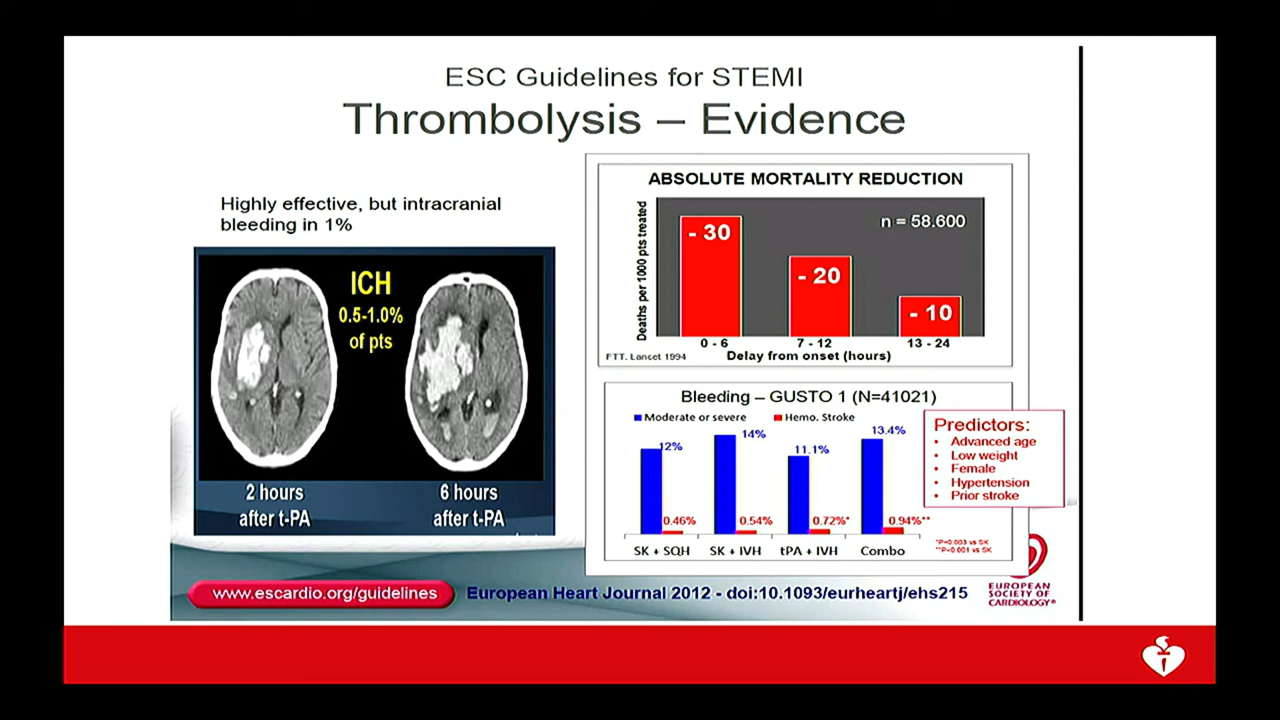 ESC Guidelines for STEMI
Thrombolysis – Evidence
Highly effective, but intracranial
bleeding in 1%
ICH
0.5-1.0%
of pts
2 hours
after t-PA
6 hours
after t-PA
ABSOLUTE MORTALITY REDUCTION
Deaths per 1000 pts treated
n = 58.600
- 30
- 20
- 10
0 - 6
7 - 12
13 - 24
FTT. Lancet 1994
Delay from onset (hours)
Bleeding – GUSTO 1 (N=41021)
Moderate or severe
Hemo. Stroke
12%
14%
11.1%
13.4%
0.46%
0.54%
0.72%*
0.94%**
SK + SQH
SK + IVH
tPA + IVH
Combo
*P=0.003 vs SK
**P<0.001 vs SK
Predictors:
• Advanced age
• Low weight
• Female
• Hypertension
• Prior stroke
www.escardio.org/guidelines
European Heart Journal 2012 - doi:10.1093/eurheartj/ehs215
EUROPEAN
SOCIETY OF
CARDIOLOGY®